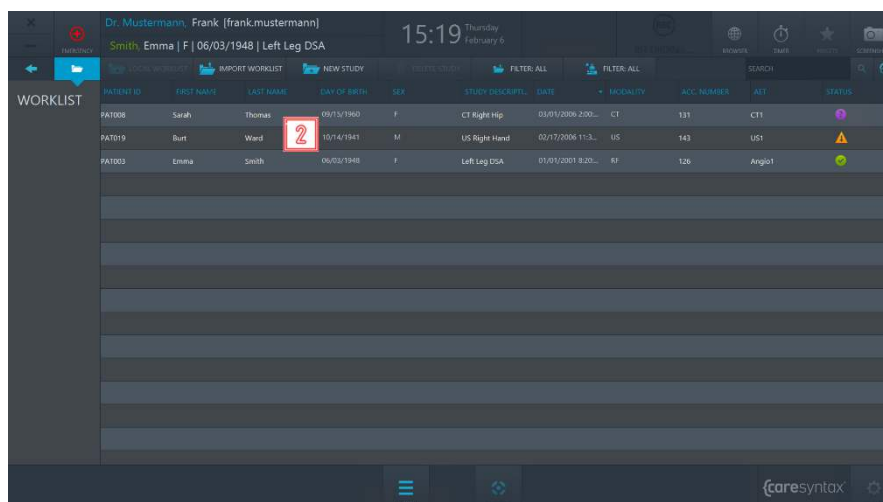 Dr. Mustermann, Frank [frank.mustermann]
Smith, Emma | F | 06/03/1948 | Left Leg DSA
15:19 Thursday
February 6
EMERGENCY
BROWSER
TIMER
LOCAL WORKLIST
IMPORT WORKLIST
NEW STUDY
DELETE STUDY
FILTER: ALL
FILTER: ALL
SEARCH
WORKLIST
PATIENT ID FIRST NAME LAST NAME DAY OF BIRTH SEX STUDY DESCRIPTI... DATE MODALITY ACC. NUMBER AET STATUS
PAT008 Sarah Thomas 09/15/1960 F CT Right Hip 03/01/2006 2:00:... CT 131 CT1 ?
PAT019 Burt Ward 2 10/14/1941 M US Right Hand 02/17/2006 11:3... US 143 US1
PAT003 Emma Smith 06/03/1948 F Left Leg DSA 01/01/2001 8:20:... RF 126 Angio1
{caresyntax